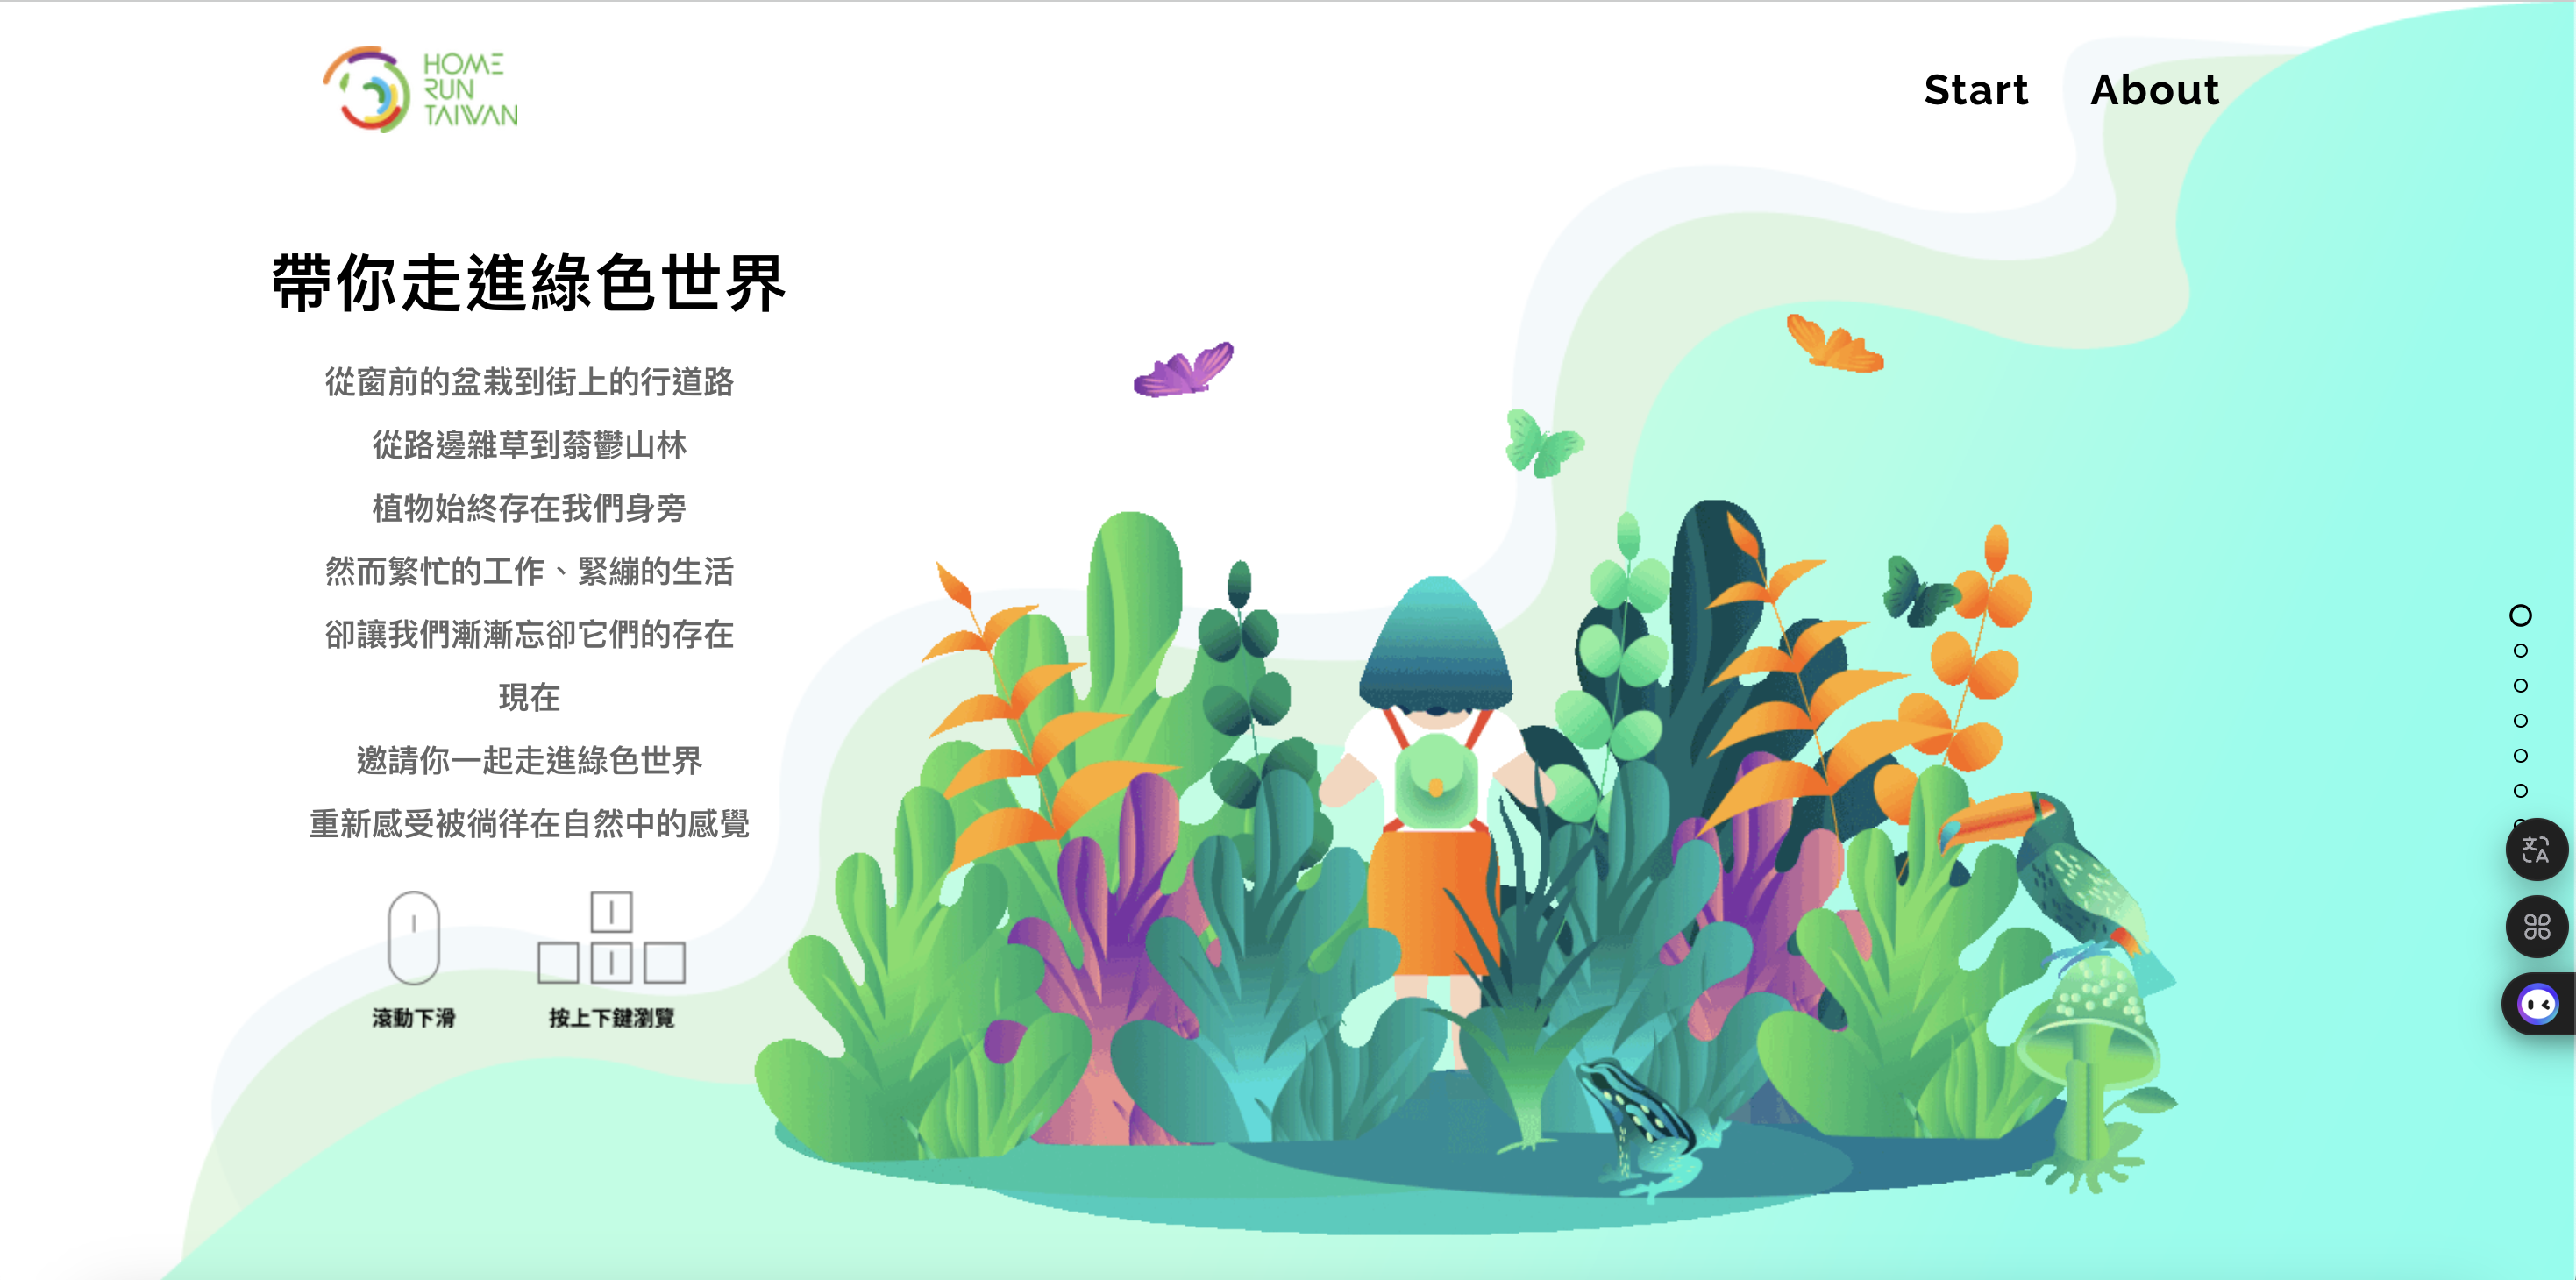 HOME
RUN
TAIWAN
Start
About
帶你走進綠色世界
從窗前的盆栽到街上的行道路
從路邊雜草到蓊鬱山林
植物始終存在我們身旁
然而繁忙的工作、緊繃的生活
卻讓我們漸漸忘卻它們的存在
現在
邀請你一起走進綠色世界
重新感受被徜徉在自然中的感覺
滾動下滑
按上下鍵瀏覽